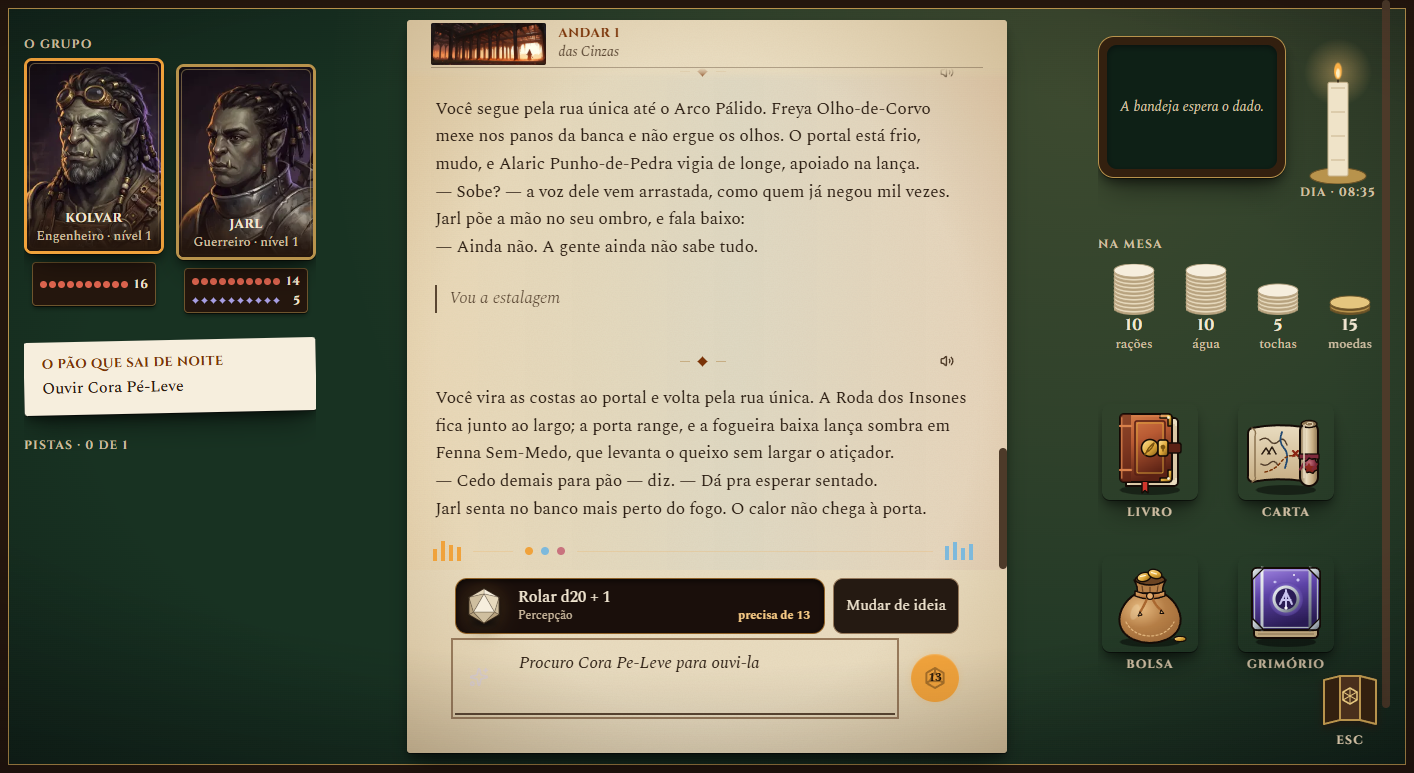 O GRUPO
KOLVAR
Engenheiro · nível 1
16
JARL
Guerreiro · nível 1
14
5
O PÃO QUE SAI DE NOITE
Ouvir Cora Pé-Leve
PISTAS · 0 DE 1
ANDAR I
das Cinzas
Você segue pela rua única até o Arco Pálido. Freya Olho-de-Corvo
mexe nos panos da banca e não ergue os olhos. O portal está frio,
mudo, e Alaric Punho-de-Pedra vigia de longe, apoiado na lança.
— Sobe? — a voz dele vem arrastada, como quem já negou mil vezes.
Jarl põe a mão no seu ombro, e fala baixo:
— Ainda não. A gente ainda não sabe tudo.
Vou a estalagem
Você vira as costas ao portal e volta pela rua única. A Roda dos Insones
fica junto ao largo; a porta range, e a fogueira baixa lança sombra em
Fenna Sem-Medo, que levanta o queixo sem largar o atiçador.
— Cedo demais para pão — diz. — Dá pra esperar sentado.
Jarl senta no banco mais perto do fogo. O calor não chega à porta.
Rolar d20 + 1
Percepção
precisa de 13
Mudar de ideia
Procuro Cora Pe-Leve para ouvi-la
13
A bandeja espera o dado.
DIA · 08:35
NA MESA
10
rações
10
água
5
tochas
15
moedas
LIVRO
CARTA
BOLSA
GRIMÓRIO
ESC